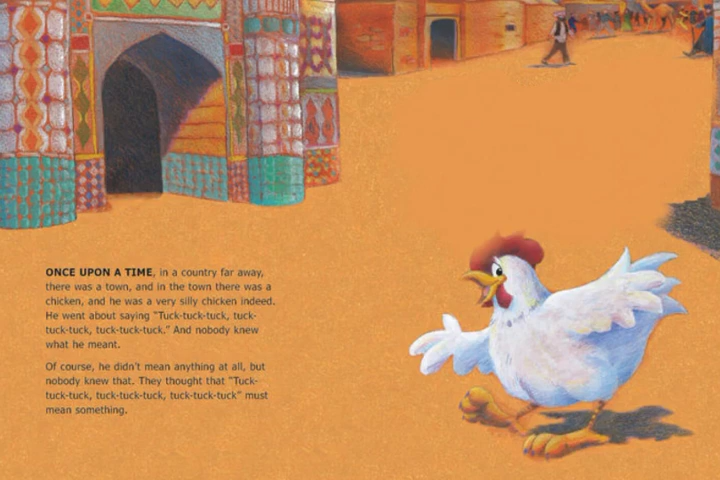 ONCE UPON A TIME, in a country far away,
there was a town, and in the town there was a
chicken, and he was a very silly chicken indeed.
He went about saying “Tuck-tuck-tuck, tuck-
tuck-tuck, tuck-tuck-tuck.” And nobody knew
what he meant.
Of course, he didn’t mean anything at all, but
nobody knew that. They thought that “Tuck-
tuck-tuck, tuck-tuck-tuck, tuck-tuck-tuck” must
mean something.